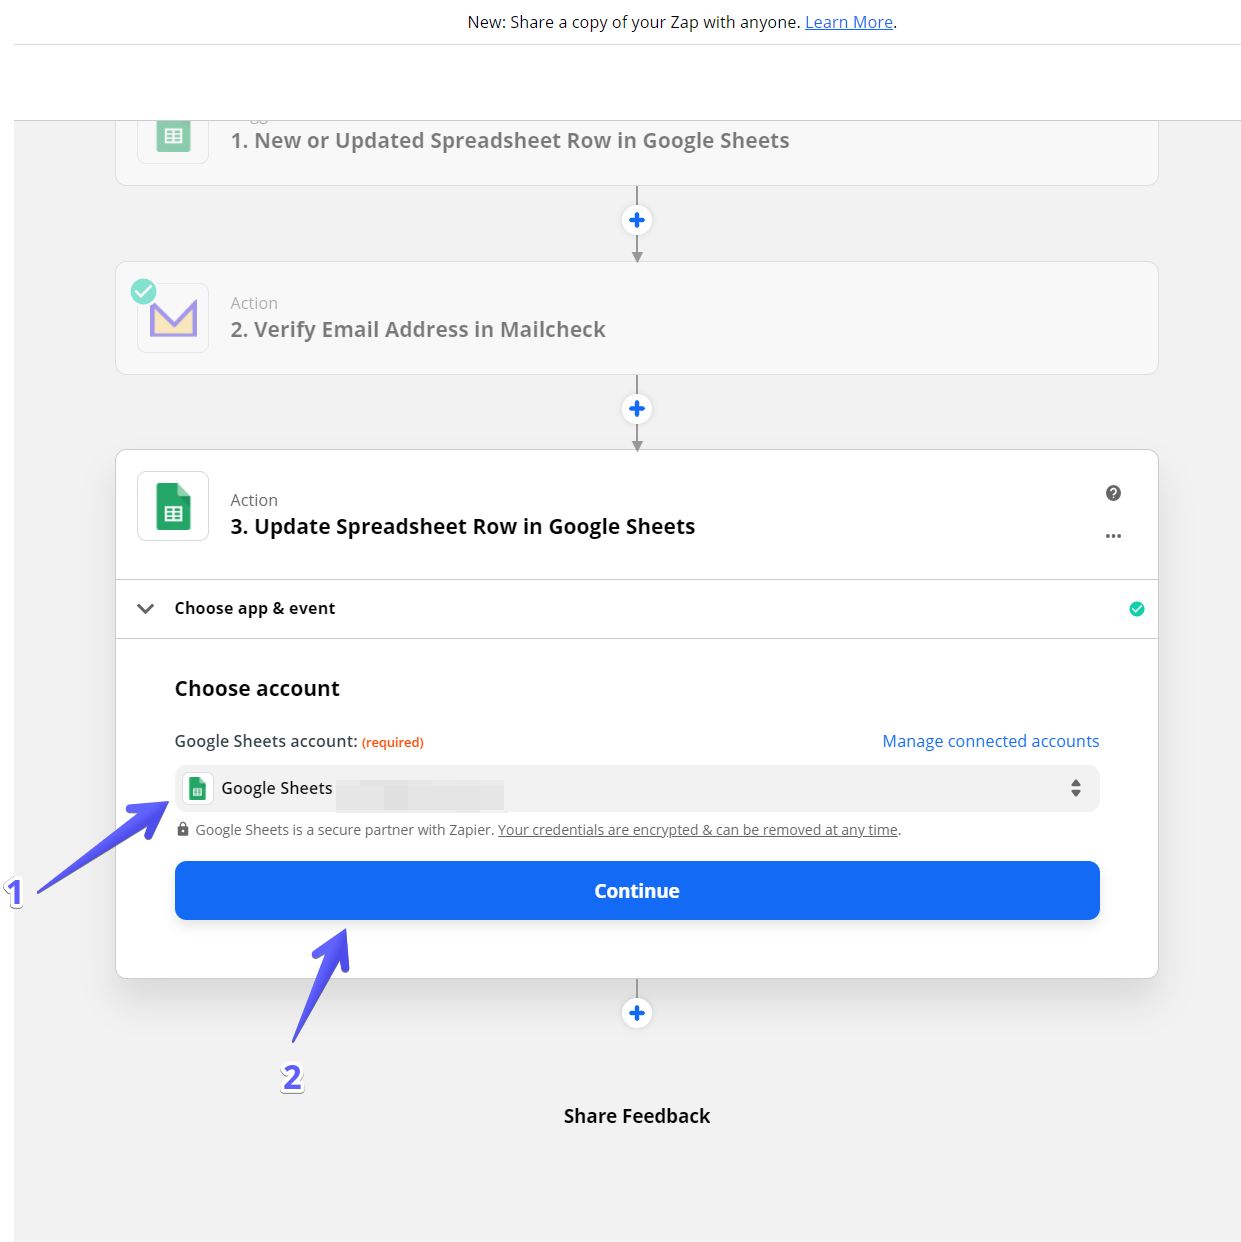 New: Share a copy of your Zap with anyone. Learn More.
1. New or Updated Spreadsheet Row in Google Sheets
Action
2. Verify Email Address in Mailcheck
Action
3. Update Spreadsheet Row in Google Sheets
Choose app & event
Choose account
Google Sheets account: (required) Manage connected accounts
Google Sheets
Google Sheets is a secure partner with Zapier. Your credentials are encrypted & can be removed at any time.
1
Continue
2
Share Feedback